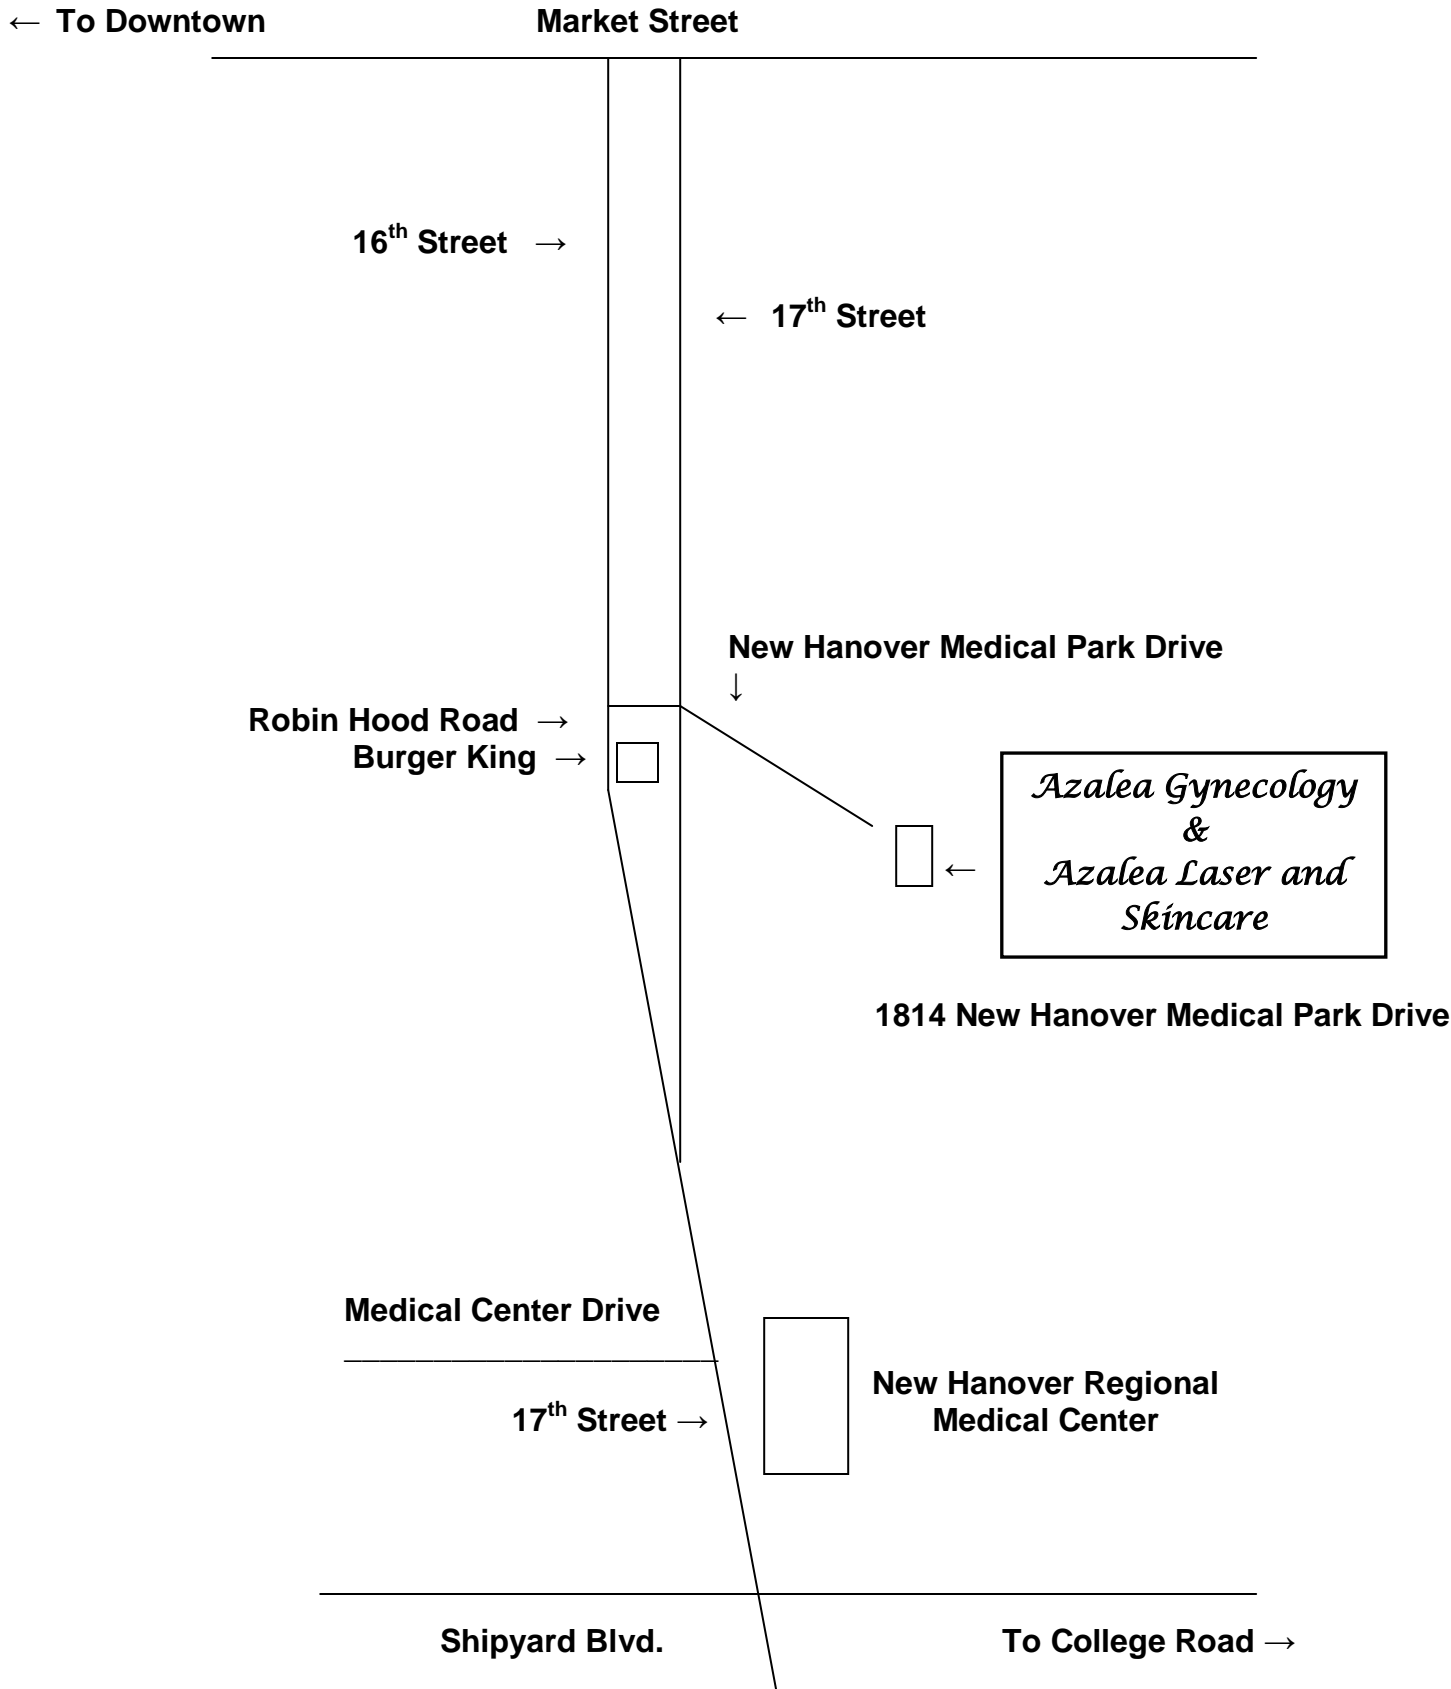 ← To Downtown Market Street
16th Street →
← 17th Street
New Hanover Medical Park Drive
↓
Robin Hood Road →
Burger King →
Azalea Gynecology
&
Azalea Laser and
Skincare
←
1814 New Hanover Medical Park Drive
Medical Center Drive
New Hanover Regional
Medical Center
17th Street →
Shipyard Blvd. To College Road →